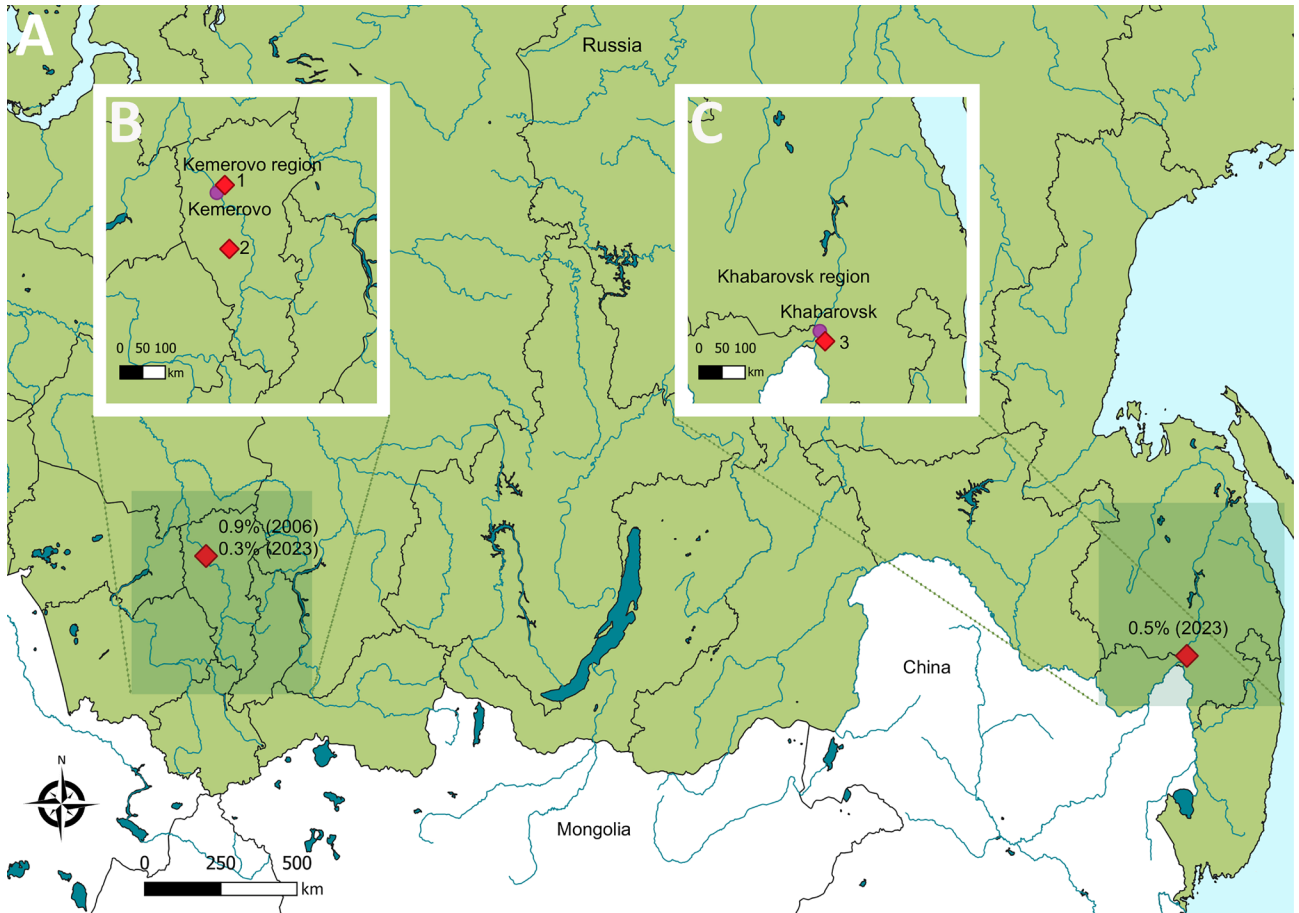 A
Russia
B
Kemerovo region
1
Kemerovo
2
0 50 100
km
C
Khabarovsk region
Khabarovsk
3
0 50 100
km
0.9% (2006)
0.3% (2023)
0.5% (2023)
China
Mongolia
N
0 250 500
km